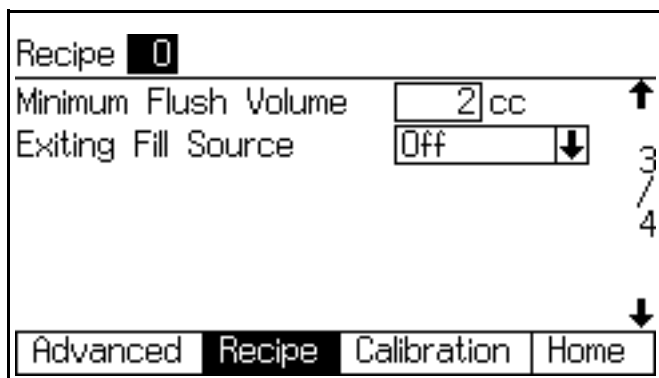 Recipe 0
Minimum Flush Volume 2 cc
Exiting Fill Source Off
3
/
4
Advanced Recipe Calibration Home